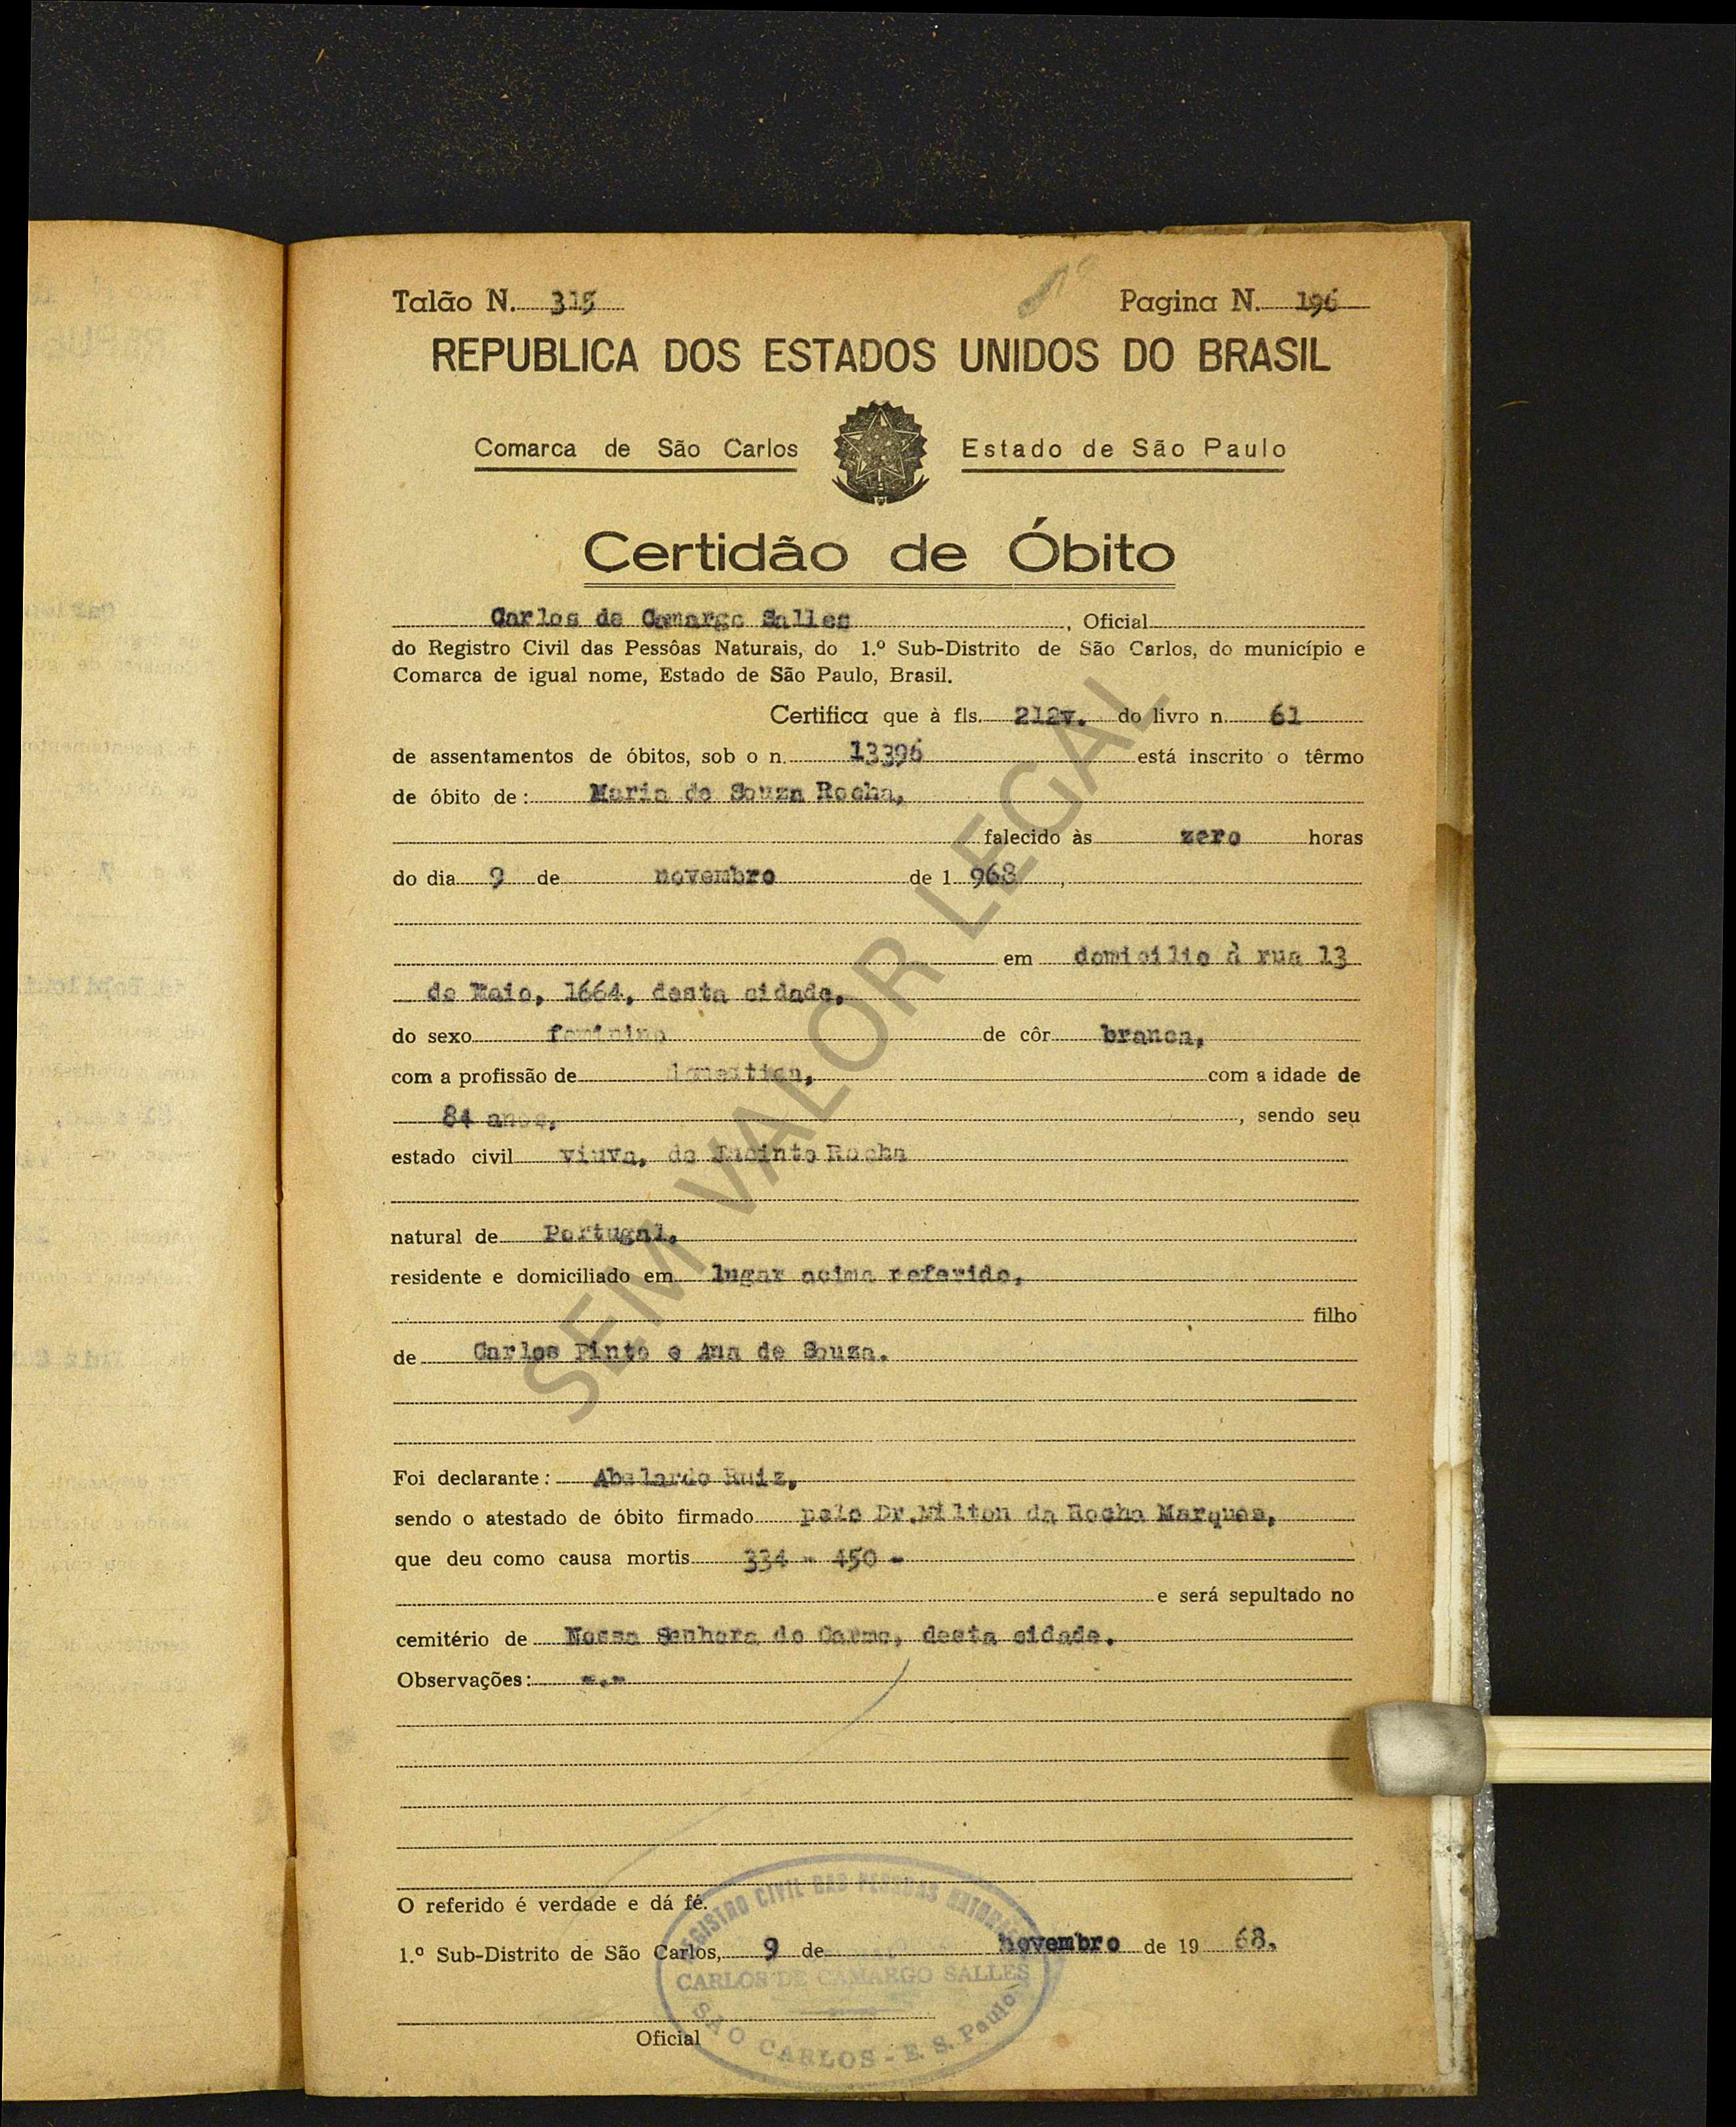 Talão N. 315 Pagina N. 196
REPUBLICA DOS ESTADOS UNIDOS DO BRASIL
Comarca de São Carlos Estado de São Paulo
Certidão de Óbito
Carlos de Camargo Salles, Oficial
do Registro Civil das Pessôas Naturais, do 1.º Sub-Distrito de São Carlos, do município e
Comarca de igual nome, Estado de São Paulo, Brasil.
Certifica que à fls. 212v. do livro n. 61
de assentamentos de óbitos, sob o n. 13396 está inscrito o têrmo
de óbito de: Maria de Souza Rocha,
falecido às zero horas
do dia 9 de novembro de 1 968,
em domicilio à rua 13
de Maio, 1664, desta cidade,
do sexo feminino de côr branca,
com a profissão de domestica, com a idade de
84 anos, , sendo seu
estado civil viuva, de Jacinto Rocha
natural de Portugal,
residente e domiciliado em lugar acima referido,
filho
de Carlos Pinto e Ana de Souza.
Foi declarante: Abelardo Ruiz,
sendo o atestado de óbito firmado pelo Dr.Milton da Rocha Marques,
que deu como causa mortis 334 - 450 -
e será sepultado no
cemitério de Nossa Senhora do Carmo, desta cidade.
Observações: -.-
O referido é verdade e dá fé.
1.º Sub-Distrito de São Carlos, 9 de novembro de 19 68.
Oficial
REGISTRO CIVIL DAS PESSOAS NATURAIS
CARLOS DE CAMARGO SALLES
SÃO CARLOS - E. S. Paulo
SEM VALOR LEGAL